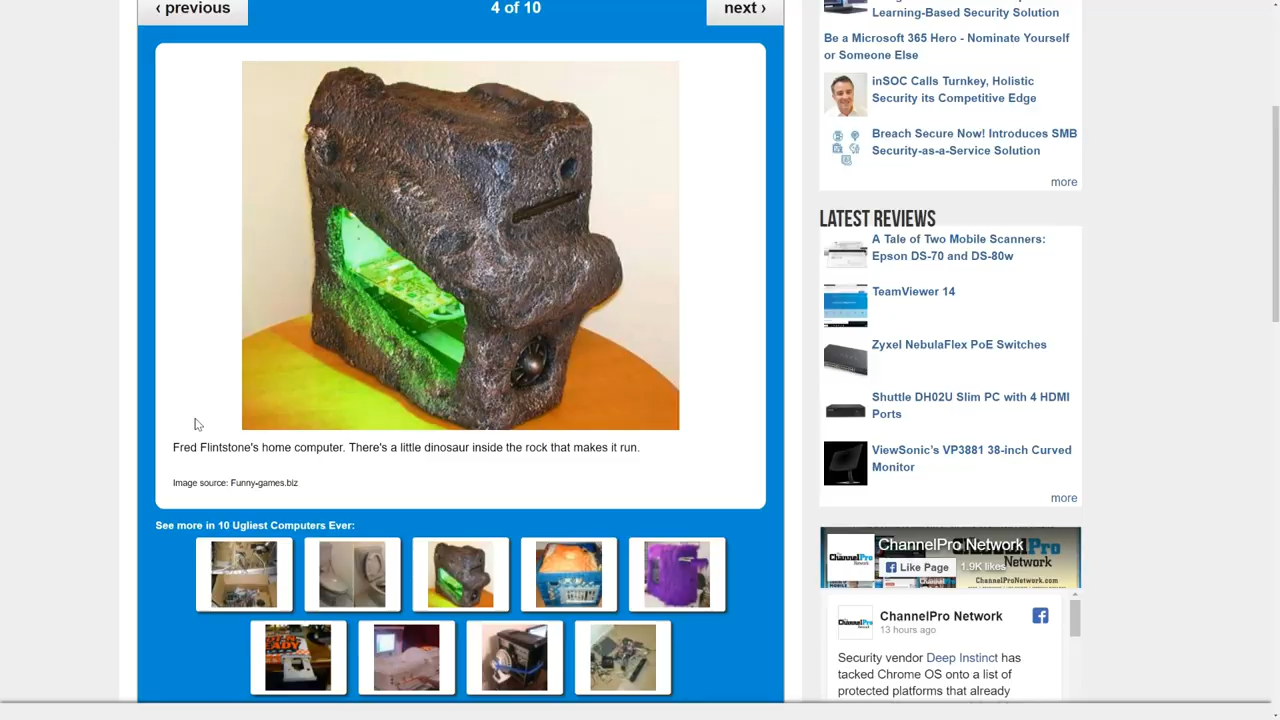 ‹ previous
4 of 10
next ›
Fred Flintstone's home computer. There's a little dinosaur inside the rock that makes it run.
Image source: Funny-games.biz
See more in 10 Ugliest Computers Ever:
Learning-Based Security Solution
Be a Microsoft 365 Hero - Nominate Yourself
or Someone Else
inSOC Calls Turnkey, Holistic
Security its Competitive Edge
Breach Secure Now! Introduces SMB
Security-as-a-Service Solution
more
LATEST REVIEWS
A Tale of Two Mobile Scanners:
Epson DS-70 and DS-80w
TeamViewer 14
Zyxel NebulaFlex PoE Switches
Shuttle DH02U Slim PC with 4 HDMI
Ports
ViewSonic's VP3881 38-inch Curved
Monitor
more
ChannelPro Network
Like Page
1.9K likes
ChannelProNetwork.com
ChannelPro Network
13 hours ago
Security vendor Deep Instinct has
tacked Chrome OS onto a list of
protected platforms that already